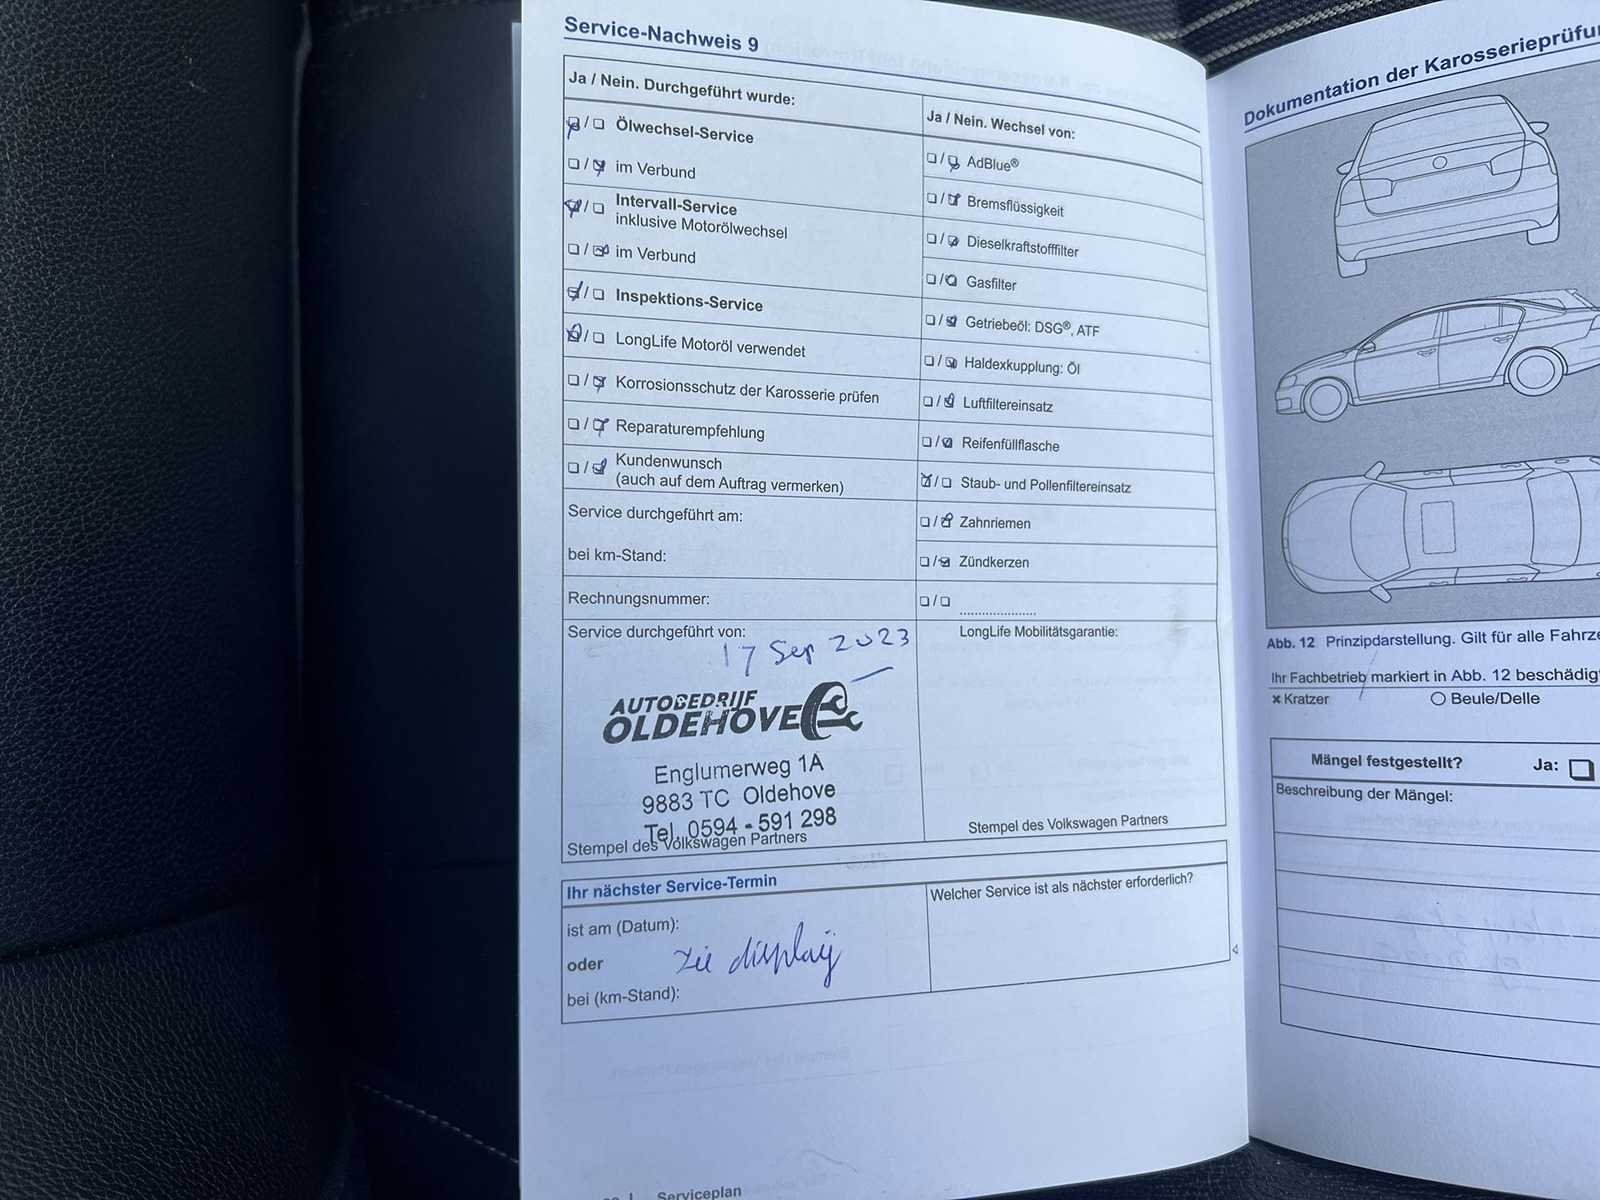 Service-Nachweis 9
Ja / Nein. Durchgeführt wurde:
Ölwechsel-Service
im Verbund
Intervall-Service
inklusive Motorölwechsel
im Verbund
Inspektions-Service
LongLife Motoröl verwendet
Korrosionsschutz der Karosserie prüfen
Reparaturempfehlung
Kundenwunsch
(auch auf dem Auftrag vermerken)
Service durchgeführt am:
bei km-Stand:
Rechnungsnummer:
Service durchgeführt von:
17 Sep 2023
AUTOBEDRIJF
OLDEHOVE
Englumerweg 1A
9883 TC Oldehove
Tel. 0594 - 591 298
Stempel des Volkswagen Partners
Ja / Nein. Wechsel von:
AdBlue®
Bremsflüssigkeit
Dieselkraftstofffilter
Gasfilter
Getriebeöl: DSG®, ATF
Haldexkupplung: Öl
Luftfiltereinsatz
Reifenfüllflasche
Staub- und Pollenfiltereinsatz
Zahnriemen
Zündkerzen
LongLife Mobilitätsgarantie:
Stempel des Volkswagen Partners
Ihr nächster Service-Termin
ist am (Datum):
oder
zie display
bei (km-Stand):
Welcher Service ist als nächster erforderlich?
Serviceplan
Dokumentation der
Abb. 12 Prinzipdarstellung. Gilt für alle
Ihr Fachbetrieb markiert in Abb. 12
Kratzer
Beule/Delle
Mängel festgestellt?
Ja:
Beschreibung der Mängel: